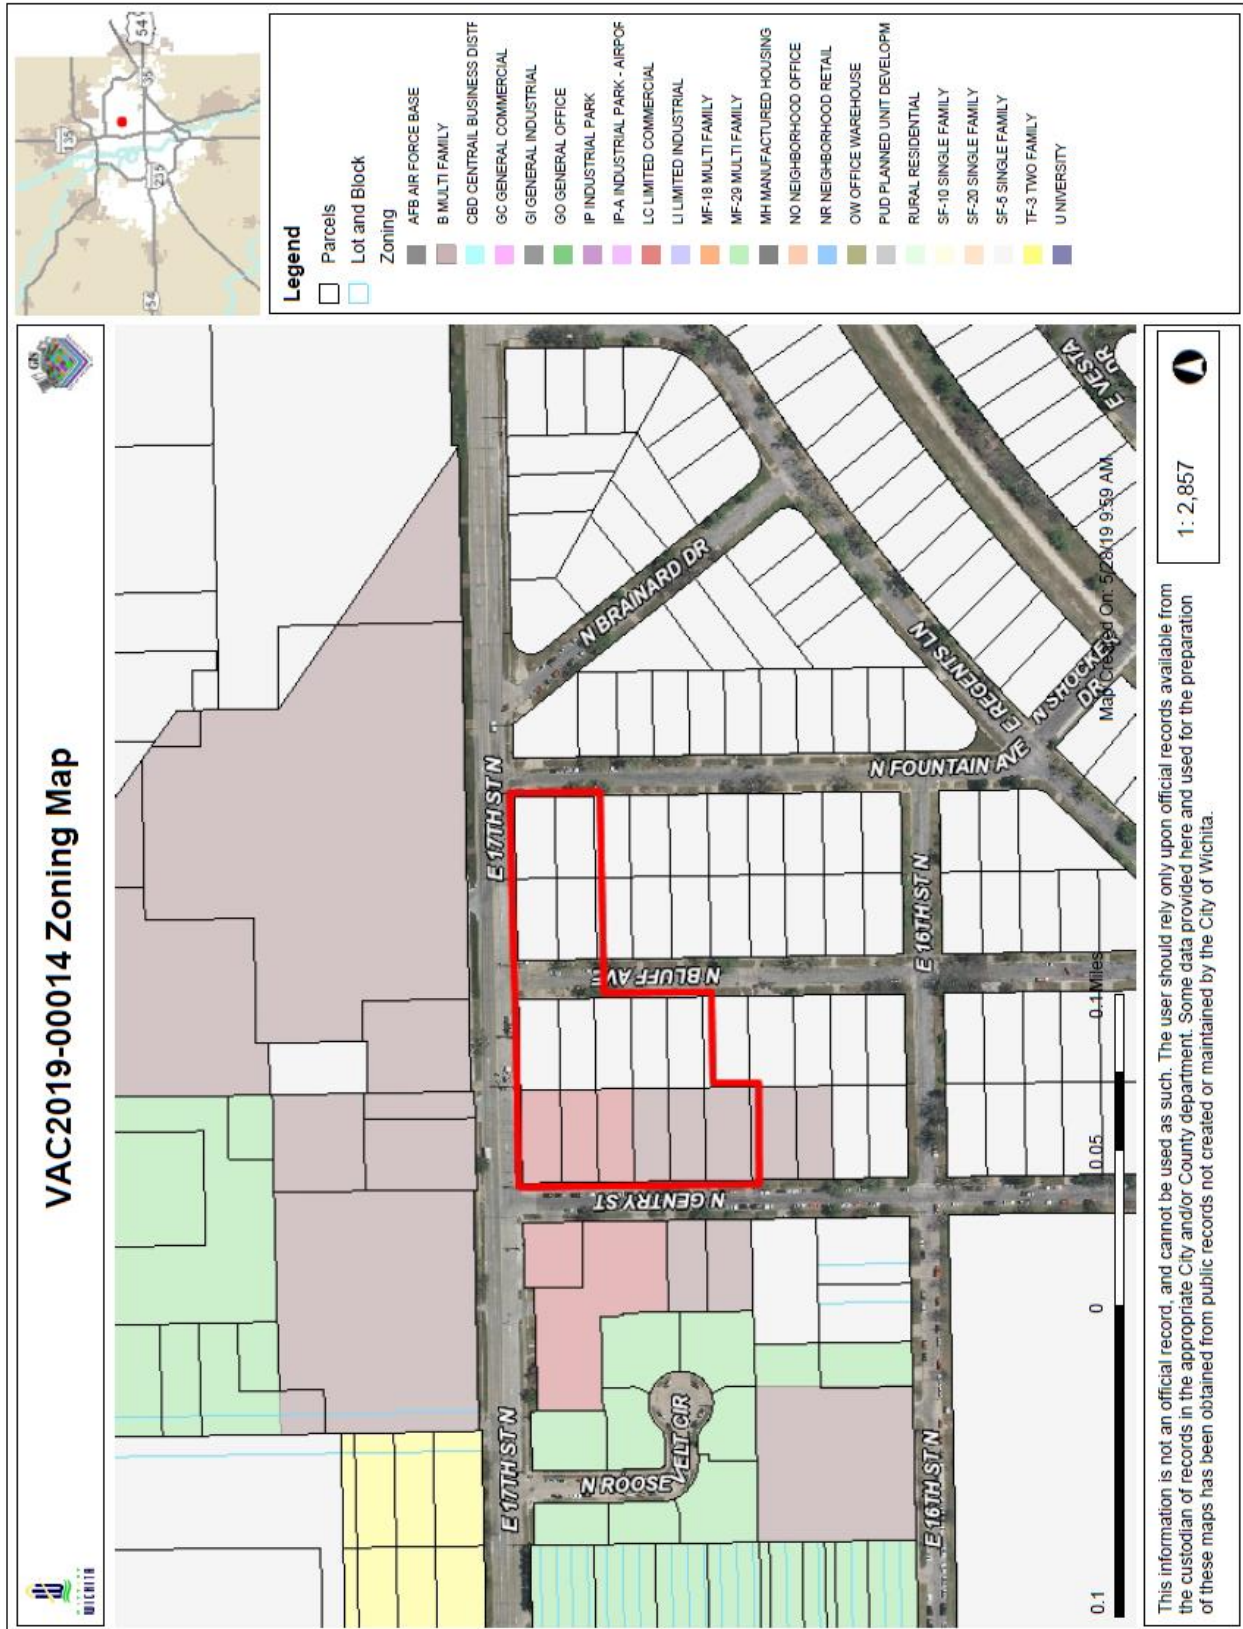 WICHITA
VAC2019-00014 Zoning Map
GIS
135
54
235
54
35
Legend
Parcels
Lot and Block
Zoning
AFB AIR FORCE BASE
B MULTI FAMILY
CBD CENTRAIL BUSINESS DISTF
GC GENERAL COMMERCIAL
GI GENERAL INDUSTRIAL
GO GENERAL OFFICE
IP INDUSTRIAL PARK
IP-A INDUSTRIAL PARK - AIRPOF
LC LIMITED COMMERCIAL
LI LIMITED INDUSTRIAL
MF-18 MULTI FAMILY
MF-29 MULTI FAMILY
MH MANUFACTURED HOUSING
NO NEIGHBORHOOD OFFICE
NR NEIGHBORHOOD RETAIL
OW OFFICE WAREHOUSE
PUD PLANNED UNIT DEVELOPM
RURAL RESIDENTIAL
SF-10 SINGLE FAMILY
SF-20 SINGLE FAMILY
SF-5 SINGLE FAMILY
TF-3 TWO FAMILY
U NIVERSITY
E 17TH ST N
E 17TH ST N
N ROOSEVELT CIR
N GENTRY ST
N BLUFF AVE
N FOUNTAIN AVE
N BRAINARD DR
E REGENTS LN
N SHOCKER DR
E VESTA DR
E 16TH ST N
E 16TH ST N
0.1
0
0.05
0.1 Miles
Map Created On: 5/28/19 9:59 AM
This information is not an official record, and cannot be used as such. The user should rely only upon official records available from
the custodian of records in the appropriate City and/or County department. Some data provided here and used for the preparation
of these maps has been obtained from public records not created or maintained by the City of Wichita.
1: 2,857